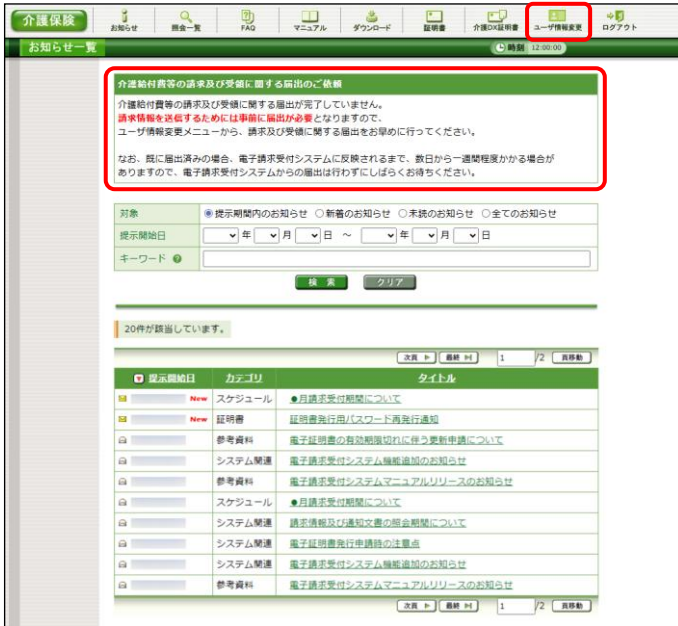 介護保険
お知らせ 照会一覧 FAQ マニュアル ダウンロード 証明書 介護DX証明書 ユーザ情報変更 ログアウト
お知らせ一覧 時刻 12:00:00
介護給付費等の請求及び受領に関する届出のご依頼
介護給付費等の請求及び受領に関する届出が完了していません。
請求情報を送信するためには事前に届出が必要となりますので、
ユーザ情報変更メニューから、請求及び受領に関する届出をお早めに行ってください。
なお、既に届出済みの場合、電子請求受付システムに反映されるまで、数日から一週間程度かかる場合が
ありますので、電子請求受付システムからの届出は行わずにしばらくお待ちください。
対象 提示期間内のお知らせ 新着のお知らせ 未読のお知らせ 全てのお知らせ
提示開始日 年 月 日 ～ 年 月 日
キーワード ?
検 索 クリア
20件が該当しています。
次頁 最終 1 /2 頁移動
提示開始日 カテゴリ タイトル
New スケジュール ●月請求受付期間について
New 証明書 証明書発行用パスワード再発行通知
参考資料 電子証明書の有効期限切れに伴う更新申請について
システム関連 電子請求受付システム機能追加のお知らせ
参考資料 電子請求受付システムマニュアルリリースのお知らせ
スケジュール ●月請求受付期間について
システム関連 請求情報及び通知文書の照会期間について
システム関連 電子証明書発行申請時の注意点
システム関連 電子請求受付システム機能追加のお知らせ
参考資料 電子請求受付システムマニュアルリリースのお知らせ
次頁 最終 1 /2 頁移動